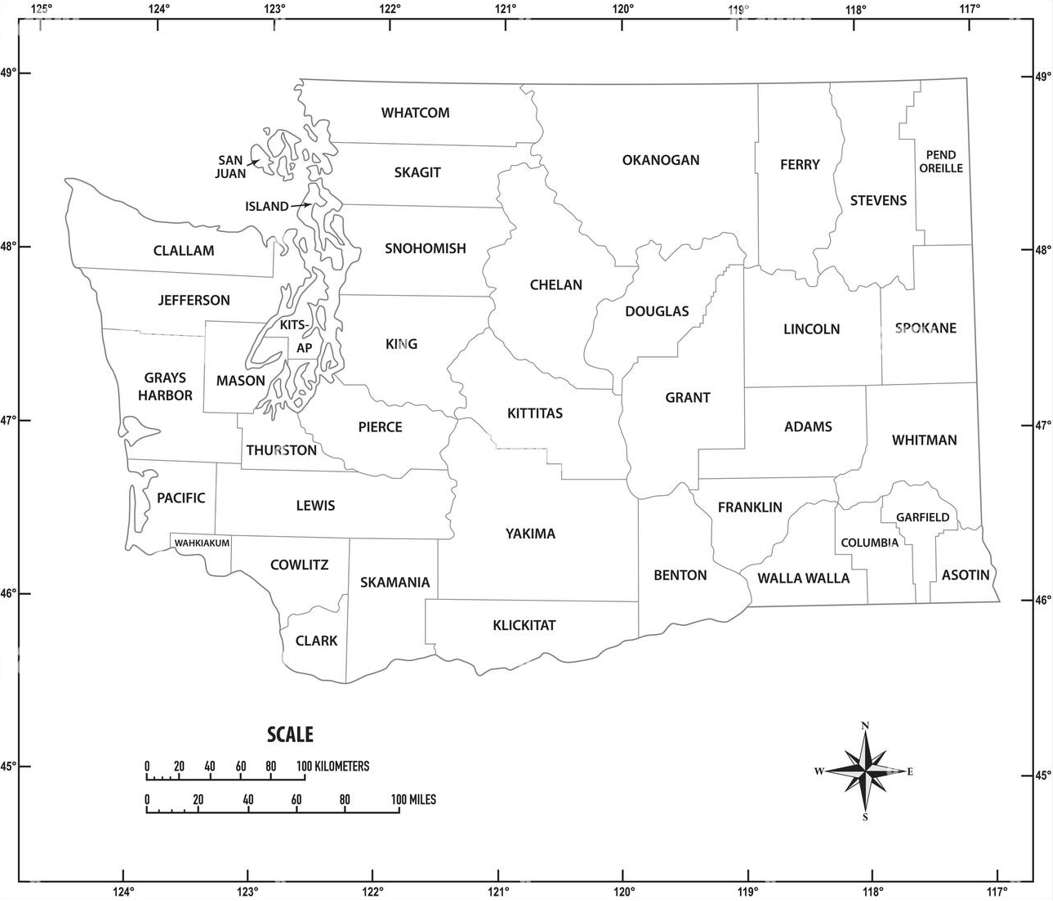 125° 124° 123° 122° 121° 120° 119° 118° 117°
49° 49°
WHATCOM
SAN
JUAN
SKAGIT
OKANOGAN
FERRY
PEND
OREILLE
ISLAND
STEVENS
48° 48°
CLALLAM
SNOHOMISH
CHELAN
JEFFERSON
DOUGLAS
KITS-
AP
KING
LINCOLN
SPOKANE
GRAYS
HARBOR
MASON
GRANT
KITTITAS
47° 47°
PIERCE
ADAMS
WHITMAN
THURSTON
PACIFIC
LEWIS
FRANKLIN
GARFIELD
YAKIMA
WAHKIAKUM
COLUMBIA
COWLITZ
SKAMANIA
BENTON
WALLA WALLA
ASOTIN
46° 46°
KLICKITAT
CLARK
SCALE
0 20 40 60 80 100 KILOMETERS
0 20 40 60 80 100 MILES
N
W E
S
45° 45°
124° 123° 122° 121° 120° 119° 118° 117°